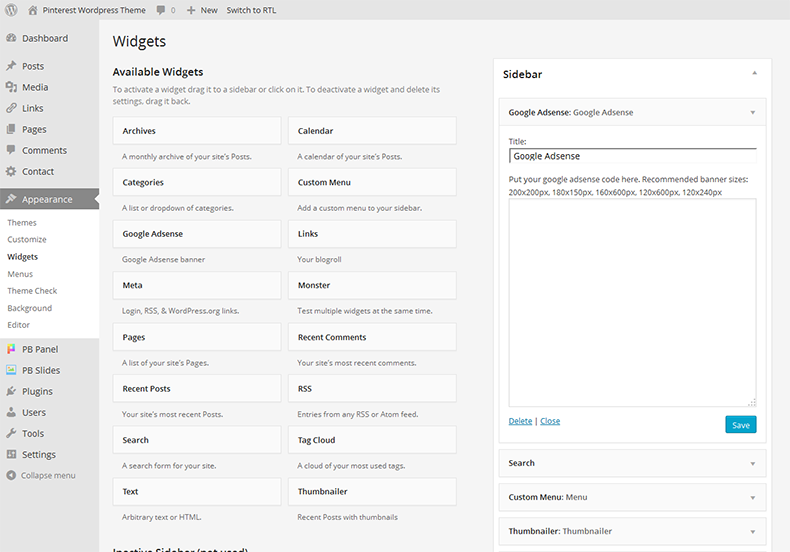 Pinterest Wordpress Theme 0 New Switch to RTL
Dashboard
Posts
Media
Links
Pages
Comments
Contact
Appearance
Themes
Customize
Widgets
Menus
Theme Check
Background
Editor
PB Panel
PB Slides
Plugins
Users
Tools
Settings
Collapse menu
Widgets
Available Widgets
To activate a widget drag it to a sidebar or click on it. To deactivate a widget and delete its
settings, drag it back.
Archives
A monthly archive of your site's Posts.
Calendar
A calendar of your site's Posts.
Categories
A list or dropdown of categories.
Custom Menu
Add a custom menu to your sidebar.
Google Adsense
Google Adsense banner
Links
Your blogroll
Meta
Login, RSS, & WordPress.org links.
Monster
Test multiple widgets at the same time.
Pages
A list of your site's Pages.
Recent Comments
Your site's most recent comments.
Recent Posts
Your site's most recent Posts.
RSS
Entries from any RSS or Atom feed.
Search
A search form for your site.
Tag Cloud
A cloud of your most used tags.
Text
Arbitrary text or HTML.
Thumbnailer
Recent Posts with thumbnails
Inactive Sidebar (not used)
Sidebar
Google Adsense: Google Adsense
Title:
Google Adsense
Put your google adsense code here. Recommended banner sizes:
200x200px, 180x150px, 160x600px, 120x600px, 120x240px
Delete | Close
Save
Search
Custom Menu: Menu
Thumbnailer: Thumbnailer